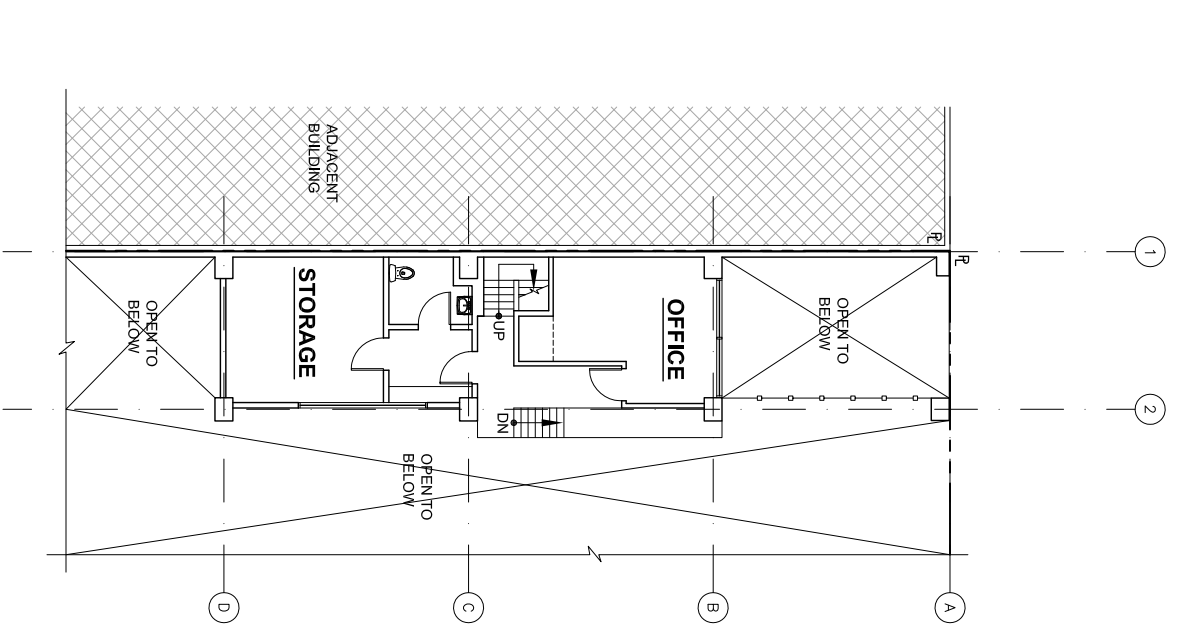 ADJACENT
BUILDING
PL
PL
1
OPEN TO
BELOW
STORAGE
UP
OFFICE
OPEN TO
BELOW
2
DN
OPEN TO
BELOW
D
C
B
A